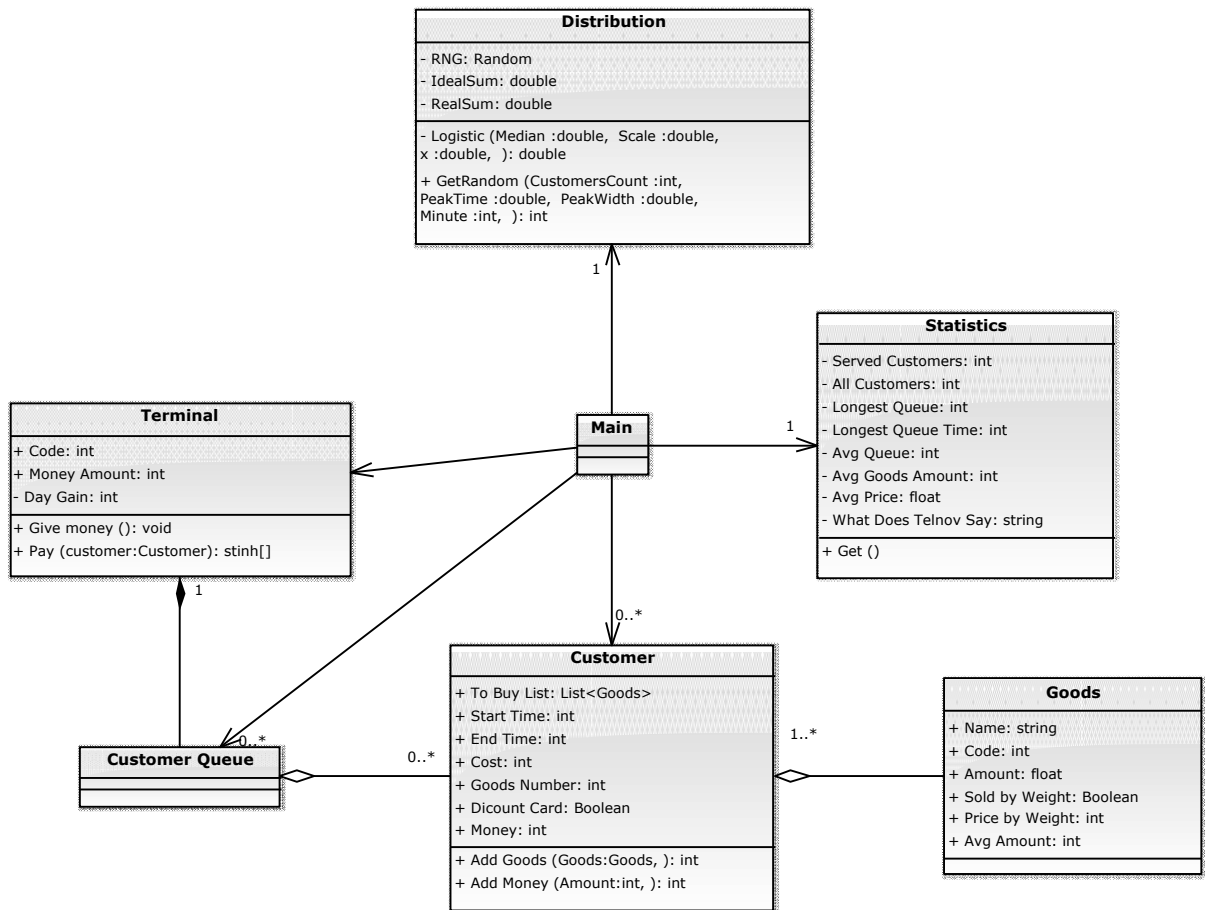 Distribution
- RNG: Random
- IdealSum: double
- RealSum: double
- Logistic (Median :double, Scale :double,
x :double, ): double
+ GetRandom (CustomersCount :int,
PeakTime :double, PeakWidth :double,
Minute :int, ): int
1
Statistics
- Served Customers: int
- All Customers: int
- Longest Queue: int
- Longest Queue Time: int
- Avg Queue: int
- Avg Goods Amount: int
- Avg Price: float
- What Does Telnov Say: string
+ Get ()
1
Main
Terminal
+ Code: int
+ Money Amount: int
- Day Gain: int
+ Give money (): void
+ Pay (customer:Customer): stinh[]
1
0..*
Customer
+ To Buy List: List<Goods>
+ Start Time: int
+ End Time: int
+ Cost: int
+ Goods Number: int
+ Dicount Card: Boolean
+ Money: int
+ Add Goods (Goods:Goods, ): int
+ Add Money (Amount:int, ): int
0..*
Customer Queue
0..*
1..*
Goods
+ Name: string
+ Code: int
+ Amount: float
+ Sold by Weight: Boolean
+ Price by Weight: int
+ Avg Amount: int